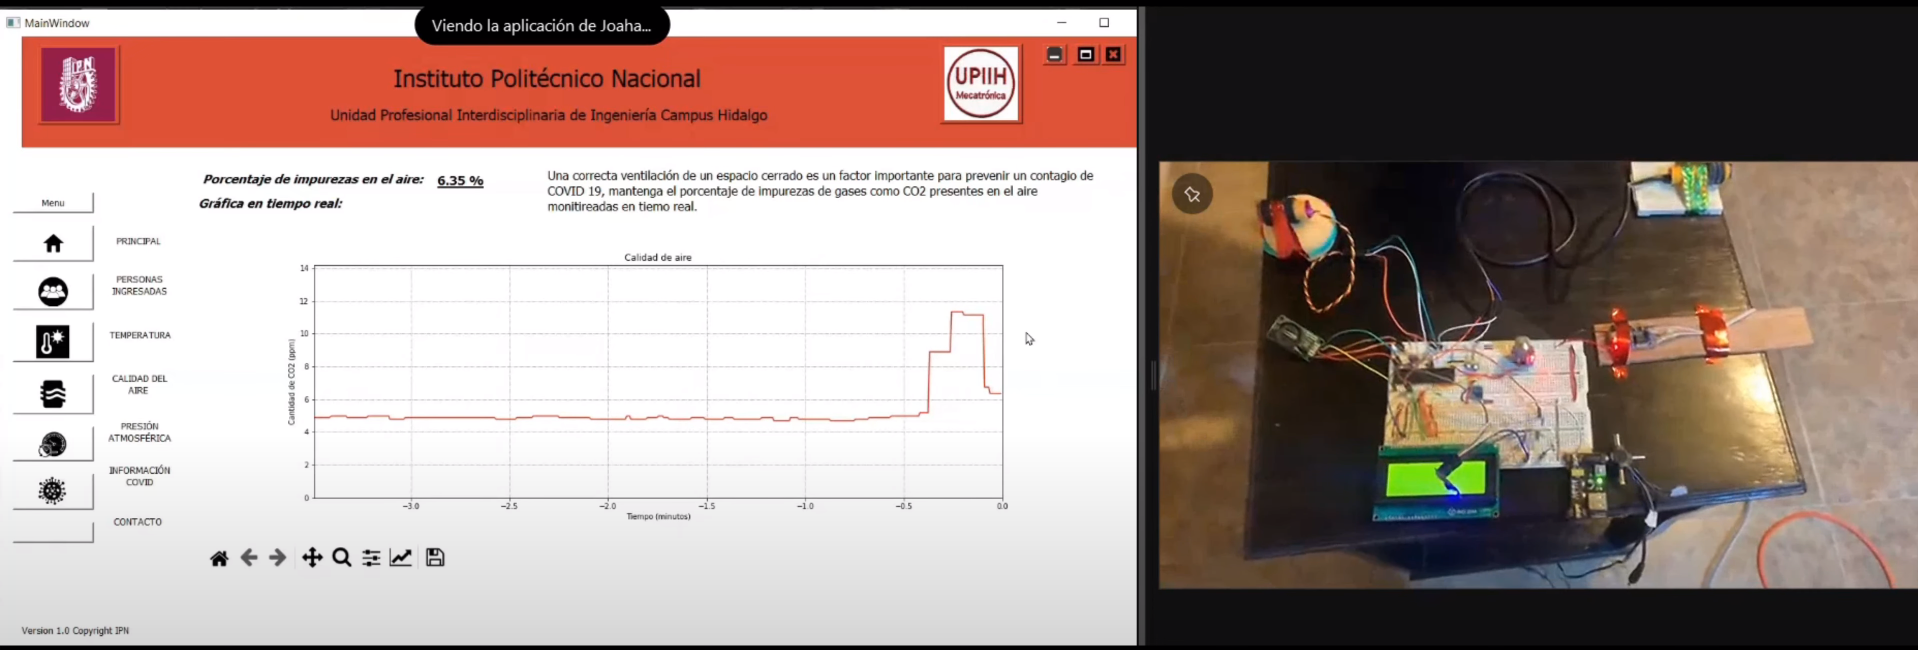 MainWindow
Viendo la aplicación de Joaha...
IPN
Instituto Politécnico Nacional
Unidad Profesional Interdisciplinaria de Ingeniería Campus Hidalgo
UPIIH
Mecatrónica
Porcentaje de impurezas en el aire: 6.35 %
Gráfica en tiempo real:
Una correcta ventilación de un espacio cerrado es un factor importante para prevenir un contagio de
COVID 19, mantenga el porcentaje de impurezas de gases como CO2 presentes en el aire
monitireadas en tiemo real.
Menu
PRINCIPAL
PERSONAS
INGRESADAS
TEMPERATURA
CALIDAD DEL
AIRE
PRESIÓN
ATMOSFÉRICA
INFORMACIÓN
COVID
CONTACTO
Calidad de aire
Cantidad de CO2 (ppm)
14
12
10
8
6
4
2
0
−3.0
−2.5
−2.0
−1.5
−1.0
−0.5
0.0
Tiempo (minutos)
Version 1.0 Copyright IPN